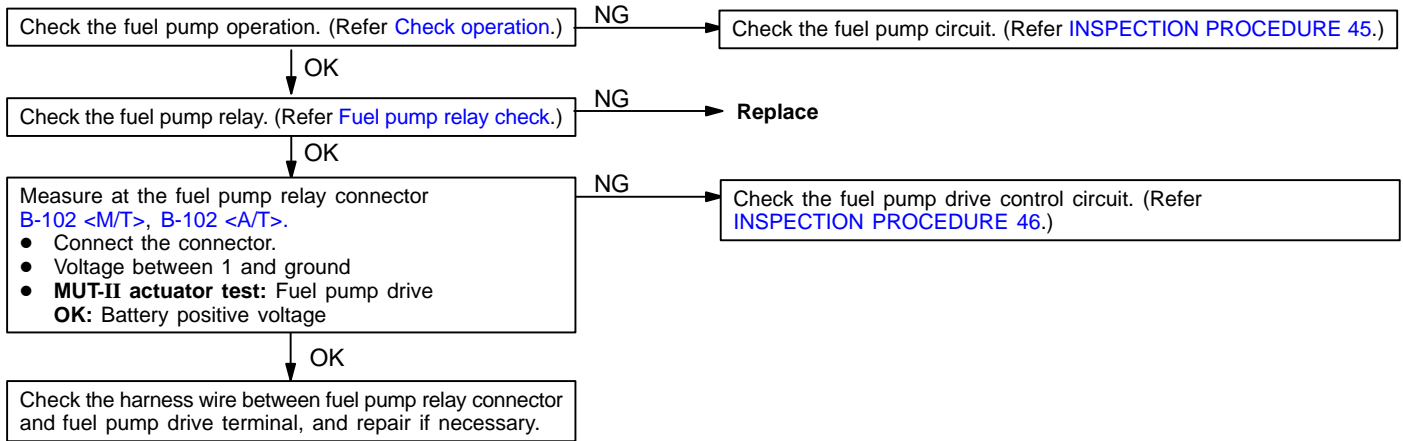 Check the fuel pump operation. (Refer Check operation.)
NG
Check the fuel pump circuit. (Refer INSPECTION PROCEDURE 45.)
OK
Check the fuel pump relay. (Refer Fuel pump relay check.)
NG
Replace
OK
Measure at the fuel pump relay connector
B-102 <M/T>, B-102 <A/T>.
● Connect the connector.
● Voltage between 1 and ground
● MUT-II actuator test: Fuel pump drive
OK: Battery positive voltage
NG
Check the fuel pump drive control circuit. (Refer
INSPECTION PROCEDURE 46.)
OK
Check the harness wire between fuel pump relay connector
and fuel pump drive terminal, and repair if necessary.